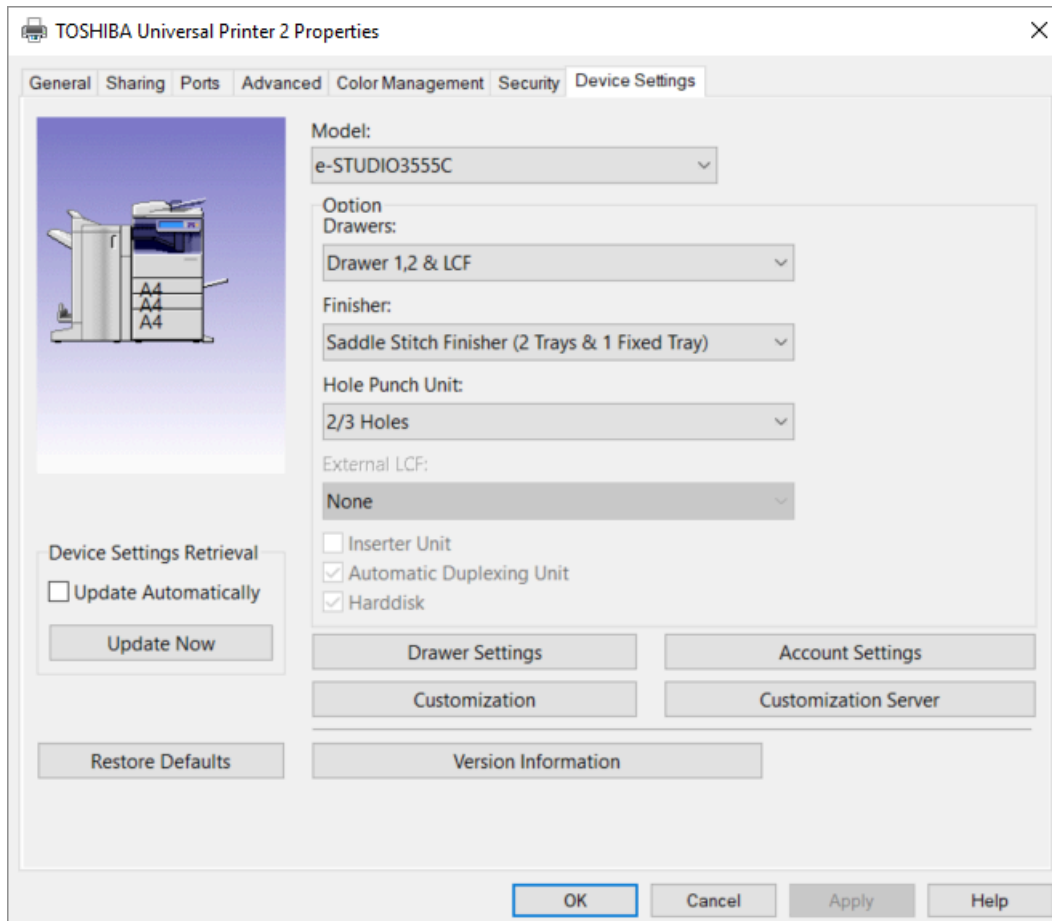 TOSHIBA Universal Printer 2 Properties
General Sharing Ports Advanced Color Management Security Device Settings
Model:
e-STUDIO3555C
Option
Drawers:
Drawer 1,2 & LCF
Finisher:
Saddle Stitch Finisher (2 Trays & 1 Fixed Tray)
Hole Punch Unit:
2/3 Holes
External LCF:
None
Inserter Unit
Automatic Duplexing Unit
Harddisk
A4
A4
A4
Device Settings Retrieval
Update Automatically
Update Now
Drawer Settings Account Settings
Customization Customization Server
Restore Defaults Version Information
OK Cancel Apply Help